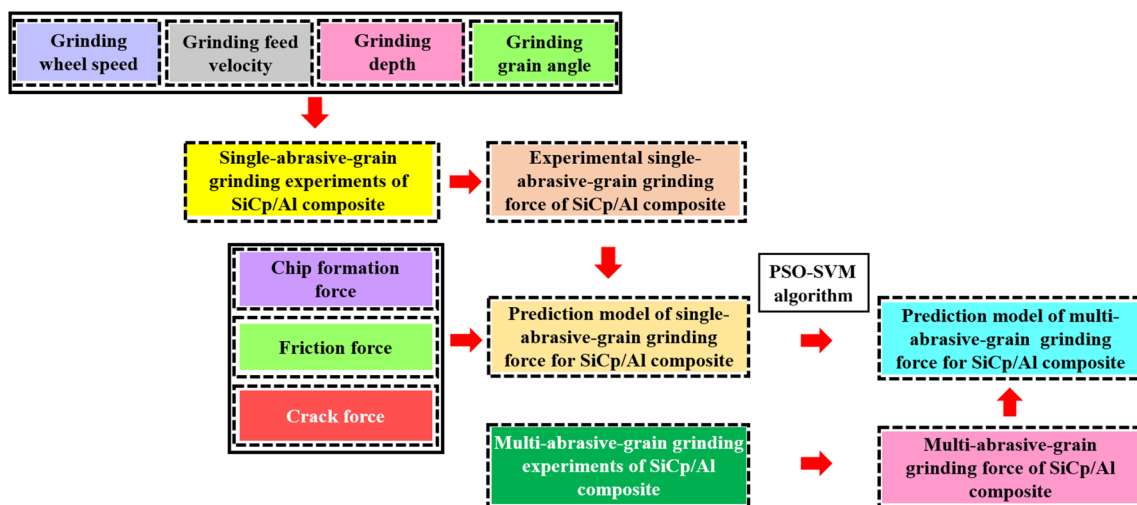 Grinding
wheel speed
Grinding feed
velocity
Grinding
depth
Grinding
grain angle
Single-abrasive-grain
grinding experiments of
SiCp/Al composite
Experimental single-
abrasive-grain grinding
force of SiCp/Al composite
Chip formation
force
Friction force
Crack force
Prediction model of single-
abrasive-grain grinding
force for SiCp/Al composite
PSO-SVM
algorithm
Prediction model of multi-
abrasive-grain grinding
force for SiCp/Al composite
Multi-abrasive-grain grinding
experiments of SiCp/Al
composite
Multi-abrasive-grain
grinding force of SiCp/Al
composite